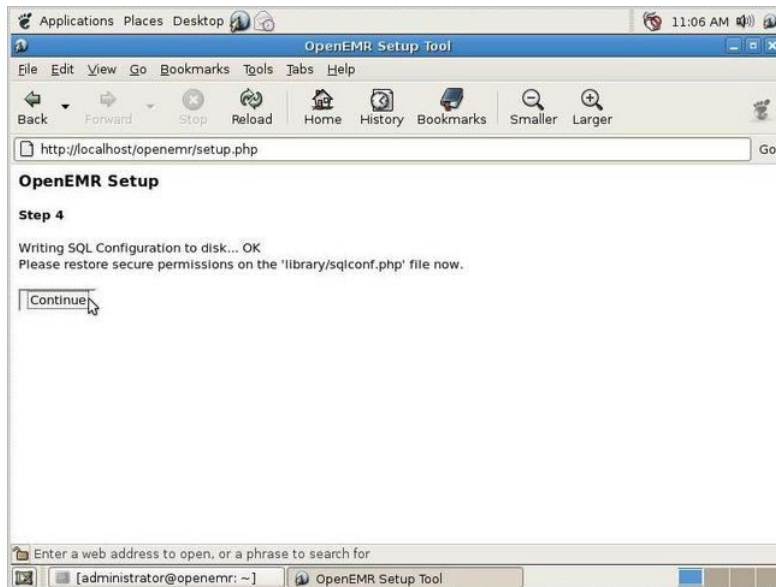 Applications Places Desktop 11:06 AM
OpenEMR Setup Tool
File Edit View Go Bookmarks Tools Tabs Help
Back Forward Stop Reload Home History Bookmarks Smaller Larger
http://localhost/openemr/setup.php Go
OpenEMR Setup
Step 4
Writing SQL Configuration to disk... OK
Please restore secure permissions on the 'library/sqlconf.php' file now.
Continue
Enter a web address to open, or a phrase to search for
[administrator@openemr: ~] OpenEMR Setup Tool